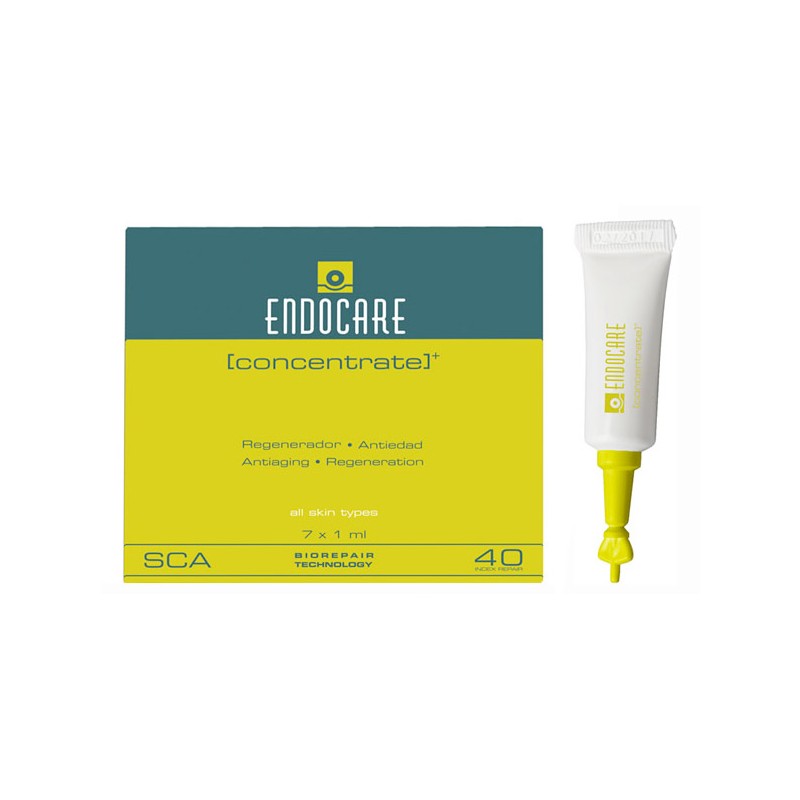 ENDOCARE
[concentrate]+
Regenerador • Antiedad
Antiaging • Regeneration
all skin types
7 x 1 ml
SCA
BIOREPAIR
TECHNOLOGY
40
INDEX REPAIR
ENDOCARE
[concentrate]+